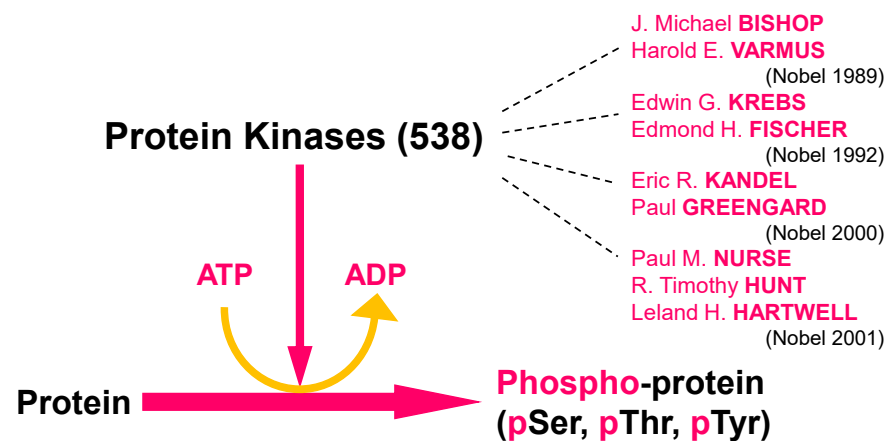 J. Michael BISHOP
Harold E. VARMUS
(Nobel 1989)
Edwin G. KREBS
Edmond H. FISCHER
(Nobel 1992)
Eric R. KANDEL
Paul GREENGARD
(Nobel 2000)
Paul M. NURSE
R. Timothy HUNT
Leland H. HARTWELL
(Nobel 2001)
Protein Kinases (538)
ATP
ADP
Protein
Phospho-protein
(pSer, pThr, pTyr)